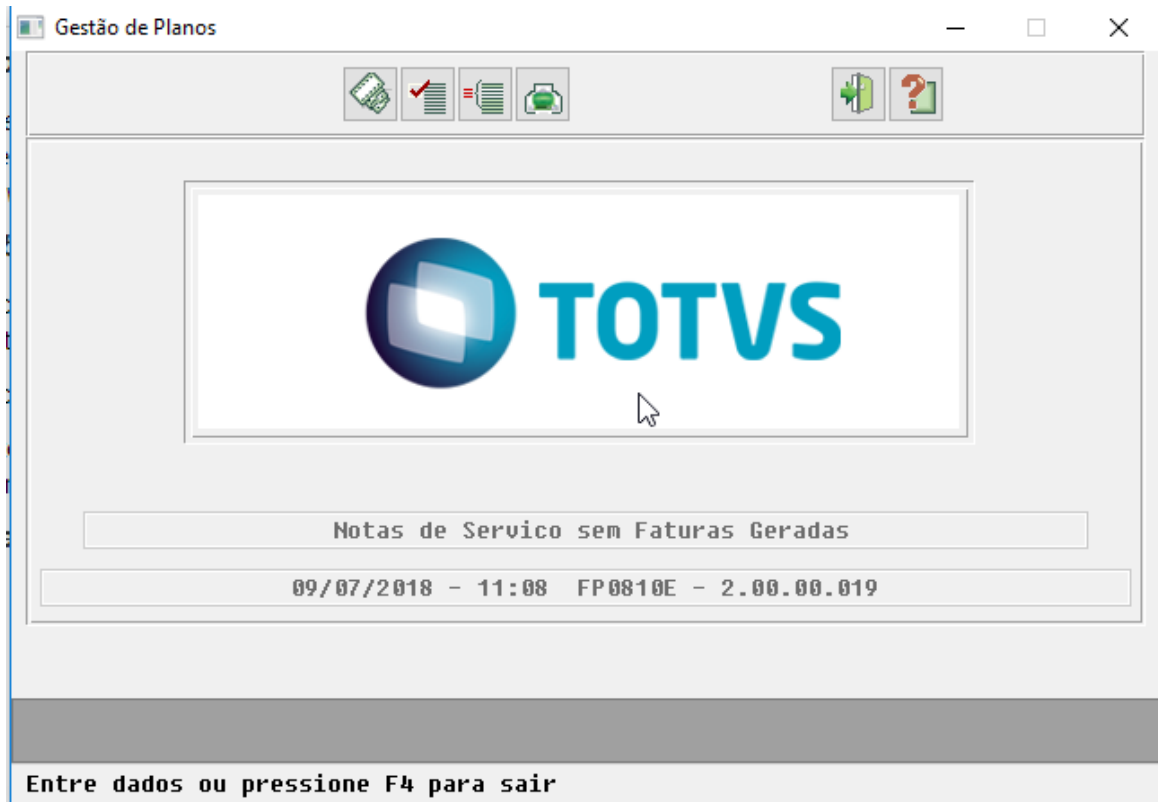 Gestão de Planos
TOTVS
Notas de Servico sem Faturas Geradas
09/07/2018 - 11:08 FP0810E - 2.00.00.019
Entre dados ou pressione F4 para sair